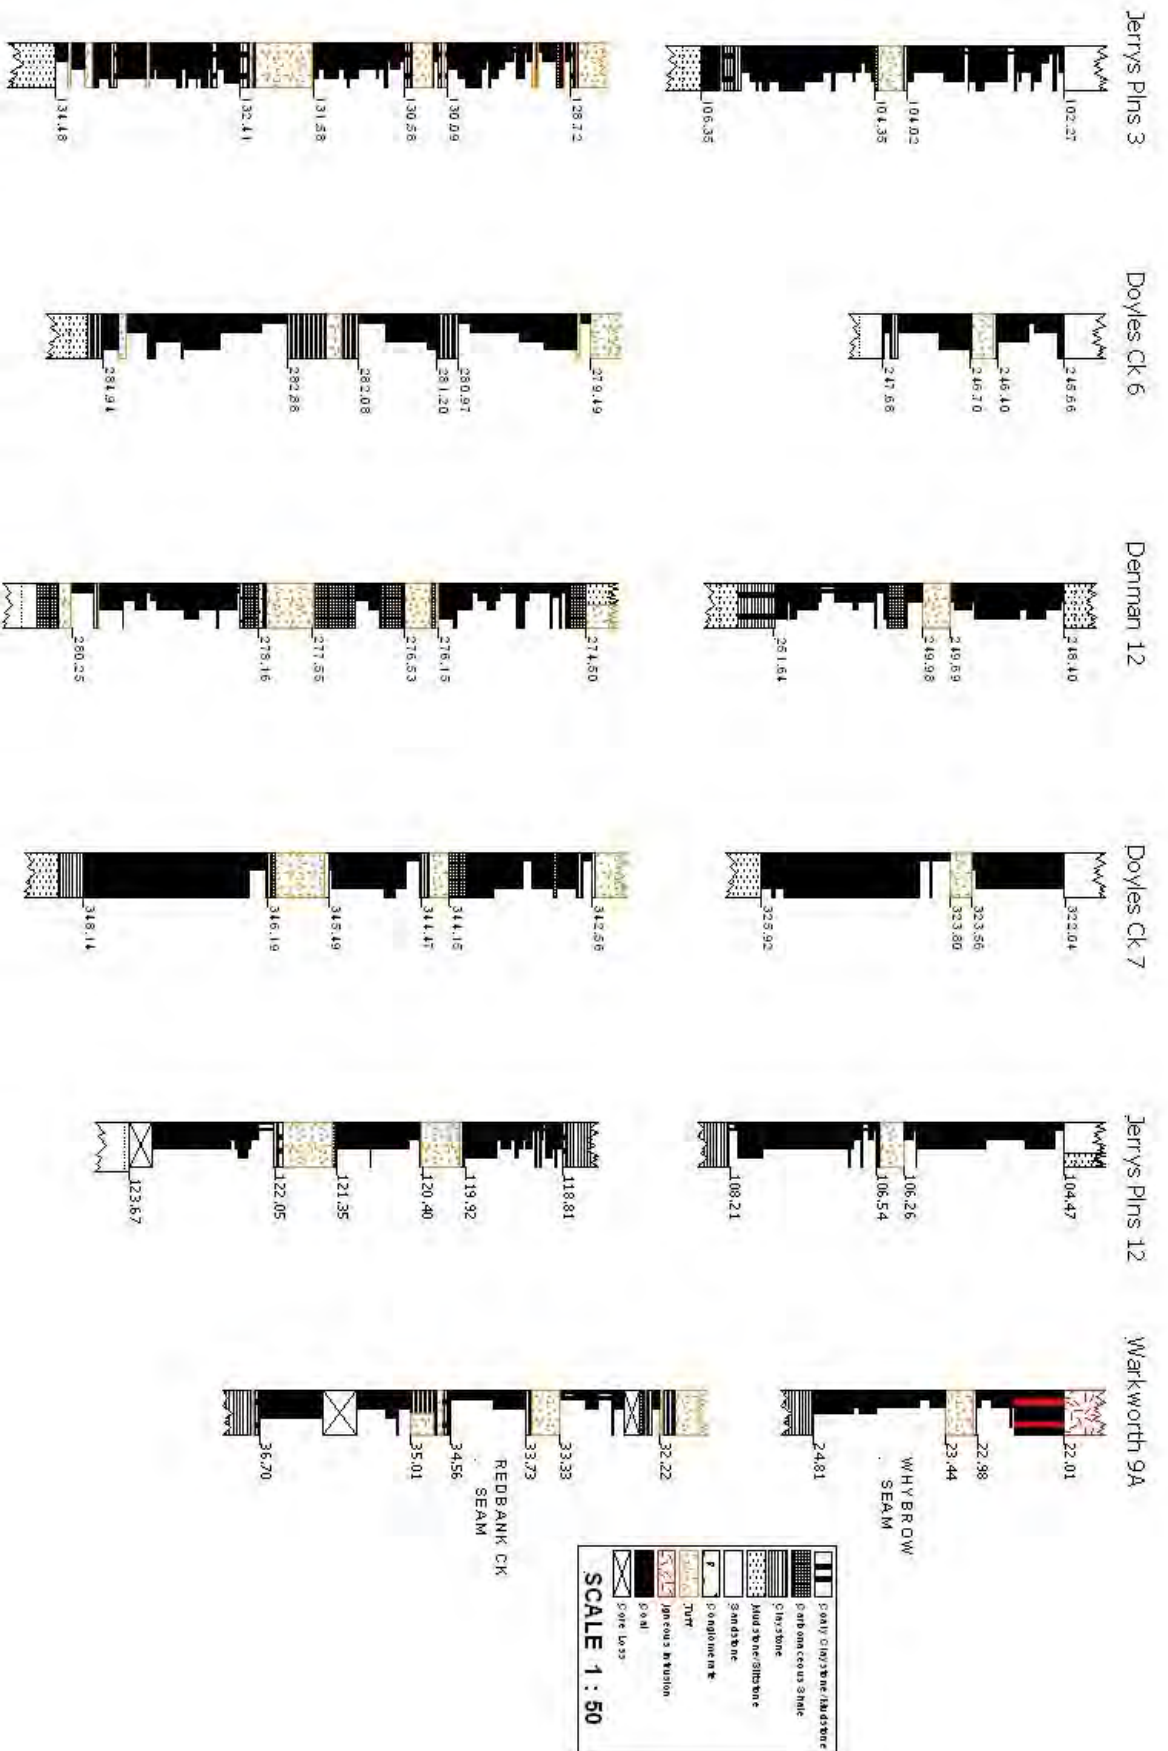 Jerrys Plns 3
102.27
104.02
104.35
106.35
128.72
130.09
130.56
131.58
132.41
134.48
Doyles Ck 6
245.66
246.40
246.70
247.68
279.49
280.97
281.20
282.08
282.88
284.94
Denman 12
248.40
249.69
249.98
251.64
274.50
276.15
276.53
277.55
278.16
280.25
Doyles Ck 7
322.04
323.56
323.80
325.92
342.56
344.15
344.47
345.49
346.19
348.14
Jerrys Plns 12
104.47
106.26
106.54
108.21
118.81
119.92
120.40
121.35
122.05
123.67
Warkworth 9A
22.01
22.98
23.44
24.81
WHYBROW
SEAM
32.22
33.33
33.73
34.56
35.01
36.70
REDBANK CK
SEAM
Coaly Claystone/Mudstone
Carbonaceous Shale
Claystone
Mudstone/Siltstone
Sandstone
Conglomerate
Tuff
Igneous Intrusion
Coal
Core Loss
SCALE 1 : 50